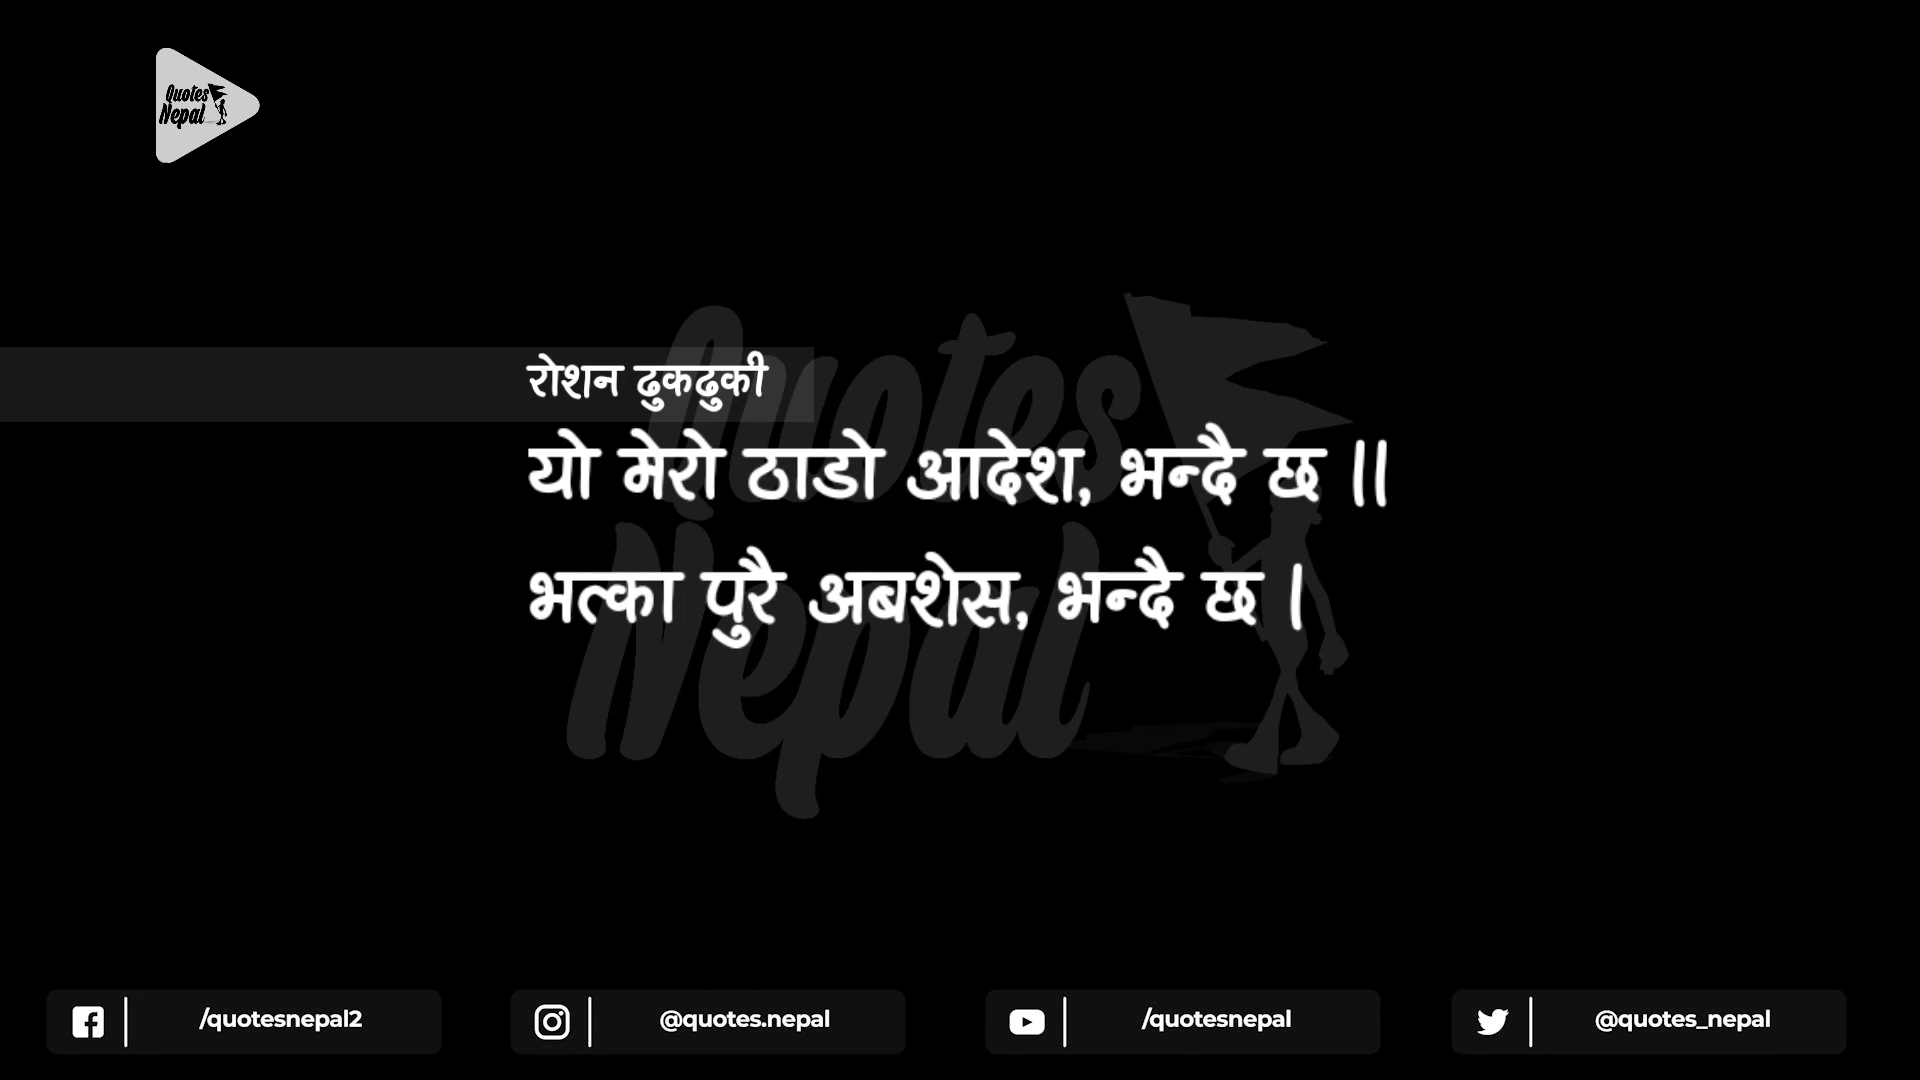 Quotes
Nepal
रोशन ढुकढुकी
यो मेरो ठाडो आदेश, भन्दै छ ||
भत्का पुरै अबशेस, भन्दै छ |
Quotes
Nepal
/quotesnepal2
@quotes.nepal
/quotesnepal
@quotes_nepal